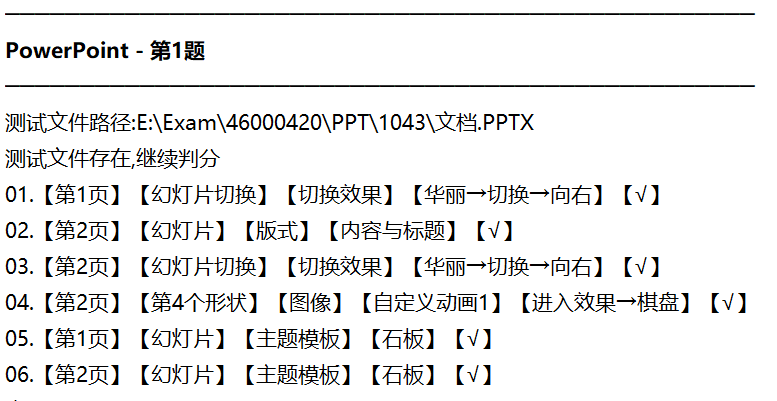 PowerPoint - 第1题
测试文件路径:E:\Exam\46000420\PPT\1043\文档.PPTX
测试文件存在,继续判分
01.【第1页】【幻灯片切换】【切换效果】【华丽→切换→向右】【√】
02.【第2页】【幻灯片】【版式】【内容与标题】【√】
03.【第2页】【幻灯片切换】【切换效果】【华丽→切换→向右】【√】
04.【第2页】【第4个形状】【图像】【自定义动画1】【进入效果→棋盘】【√】
05.【第1页】【幻灯片】【主题模板】【石板】【√】
06.【第2页】【幻灯片】【主题模板】【石板】【√】